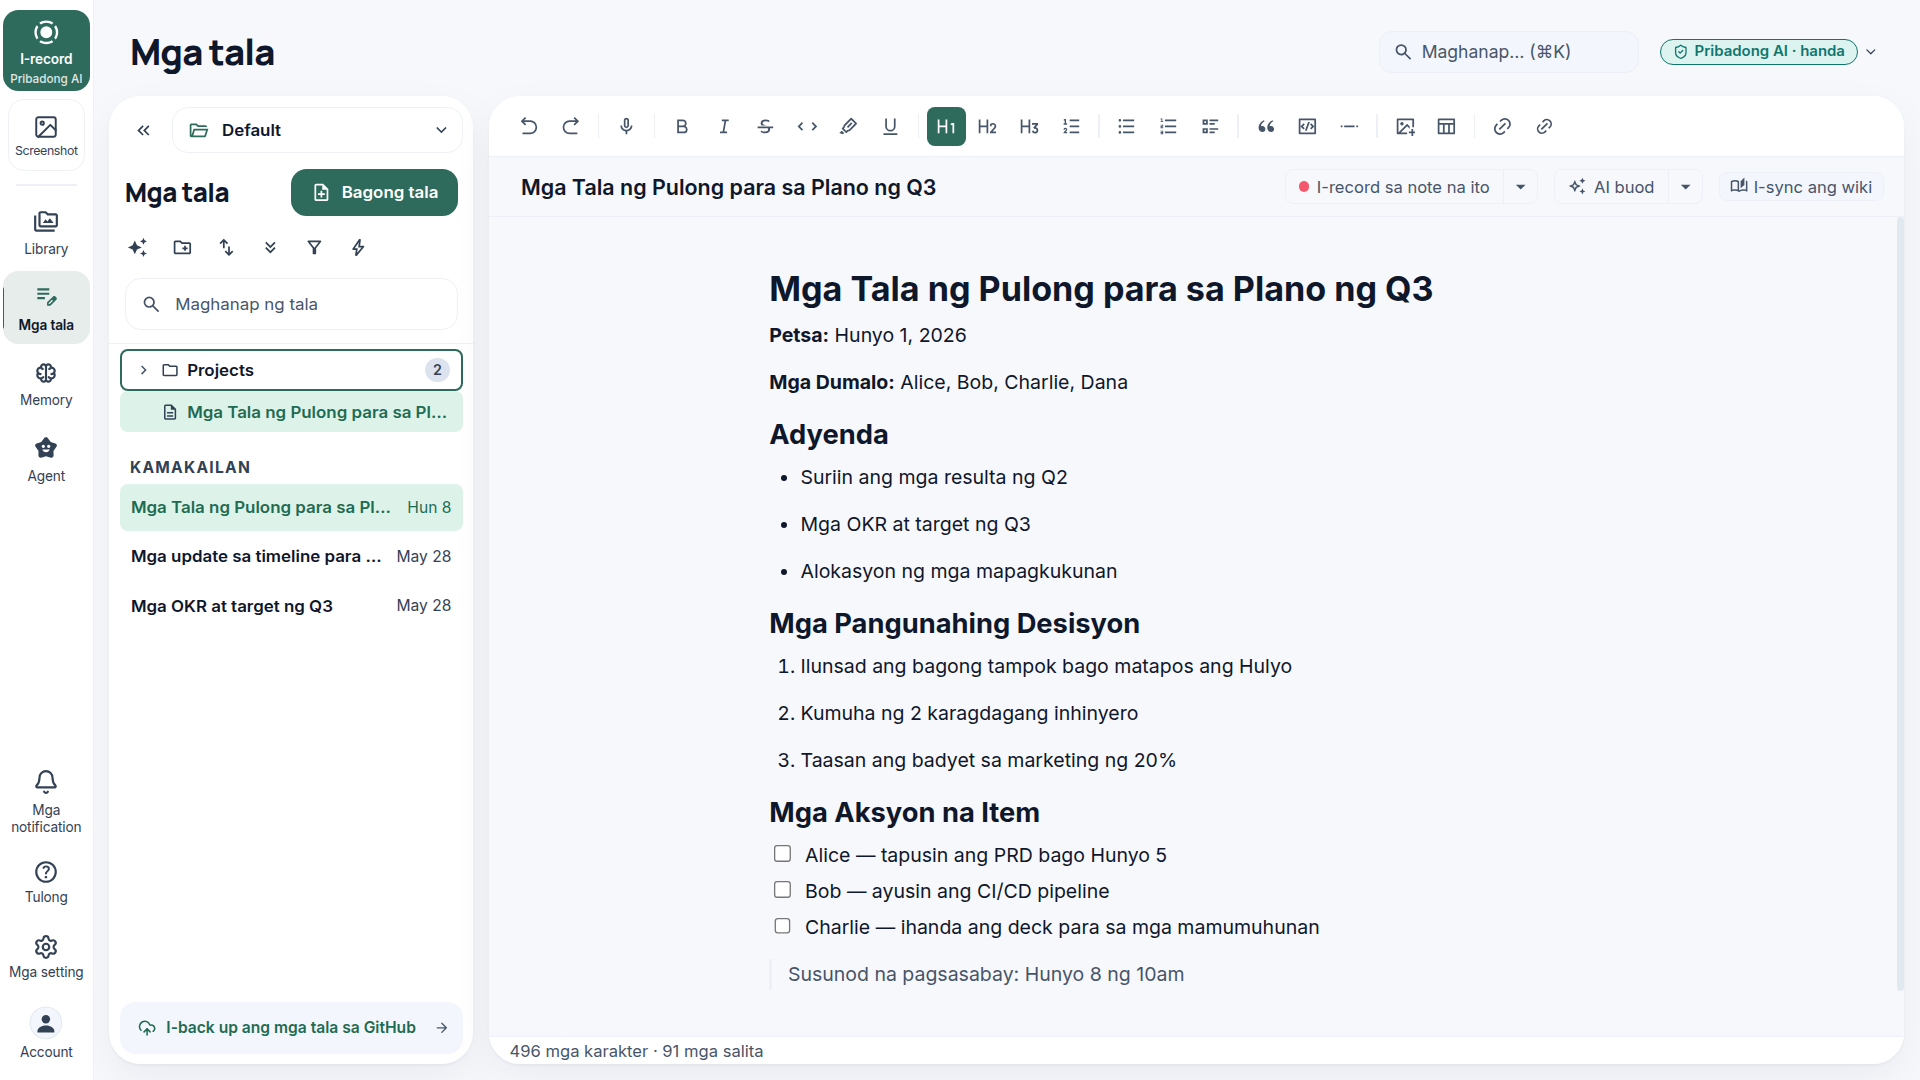 I-record
Pribadong AI
Screenshot
Library
Mga tala
Memory
Agent
Mga
notification
Tulong
Mga setting
Account
Mga tala
Maghanap... (⌘K)
Pribadong AI · handa
Default
Mga tala
Bagong tala
Maghanap ng tala
Projects
2
Mga Tala ng Pulong para sa Pl...
KAMAKAILAN
Mga Tala ng Pulong para sa Pl... Hun 8
Mga update sa timeline para ... May 28
Mga OKR at target ng Q3 May 28
I-back up ang mga tala sa GitHub
H1 H2 H3
Mga Tala ng Pulong para sa Plano ng Q3
I-record sa note na ito
AI buod
I-sync ang wiki
Mga Tala ng Pulong para sa Plano ng Q3
Petsa: Hunyo 1, 2026
Mga Dumalo: Alice, Bob, Charlie, Dana
Adyenda
• Suriin ang mga resulta ng Q2
• Mga OKR at target ng Q3
• Alokasyon ng mga mapagkukunan
Mga Pangunahing Desisyon
1. Ilunsad ang bagong tampok bago matapos ang Hulyo
2. Kumuha ng 2 karagdagang inhinyero
3. Taasan ang badyet sa marketing ng 20%
Mga Aksyon na Item
Alice — tapusin ang PRD bago Hunyo 5
Bob — ayusin ang CI/CD pipeline
Charlie — ihanda ang deck para sa mga mamumuhunan
Susunod na pagsasabay: Hunyo 8 ng 10am
496 mga karakter · 91 mga salita